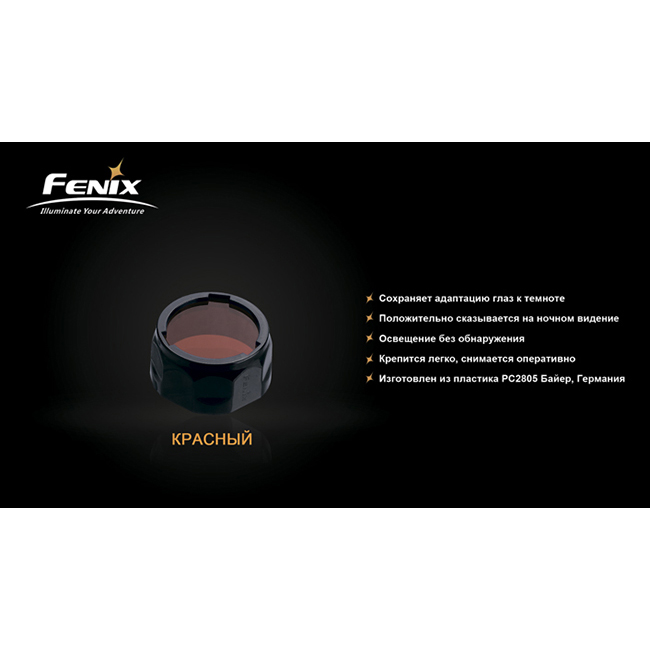 FENIX
Illuminate Your Adventure
Сохраняет адаптацию глаз к темноте
Положительно сказывается на ночном видение
Освещение без обнаружения
Крепится легко, снимается оперативно
Изготовлен из пластика PC2805 Байер, Германия
КРАСНЫЙ